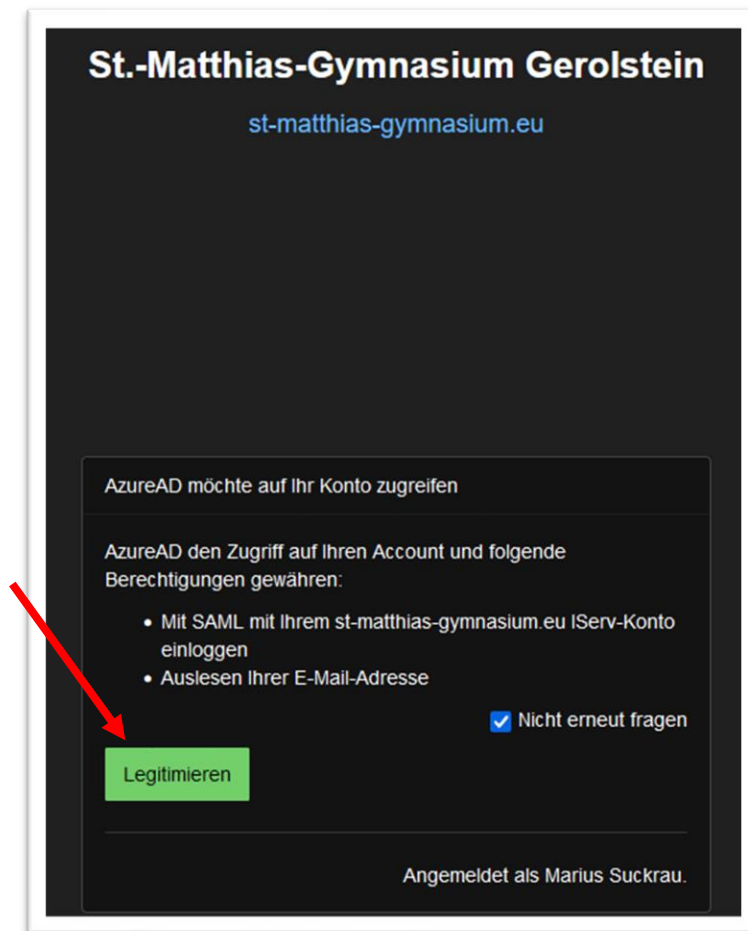 St.-Matthias-Gymnasium Gerolstein
st-matthias-gymnasium.eu
AzureAD möchte auf Ihr Konto zugreifen
AzureAD den Zugriff auf Ihren Account und folgende
Berechtigungen gewähren:
• Mit SAML mit Ihrem st-matthias-gymnasium.eu IServ-Konto
einloggen
• Auslesen Ihrer E-Mail-Adresse
Nicht erneut fragen
Legitimieren
Angemeldet als Marius Suckrau.